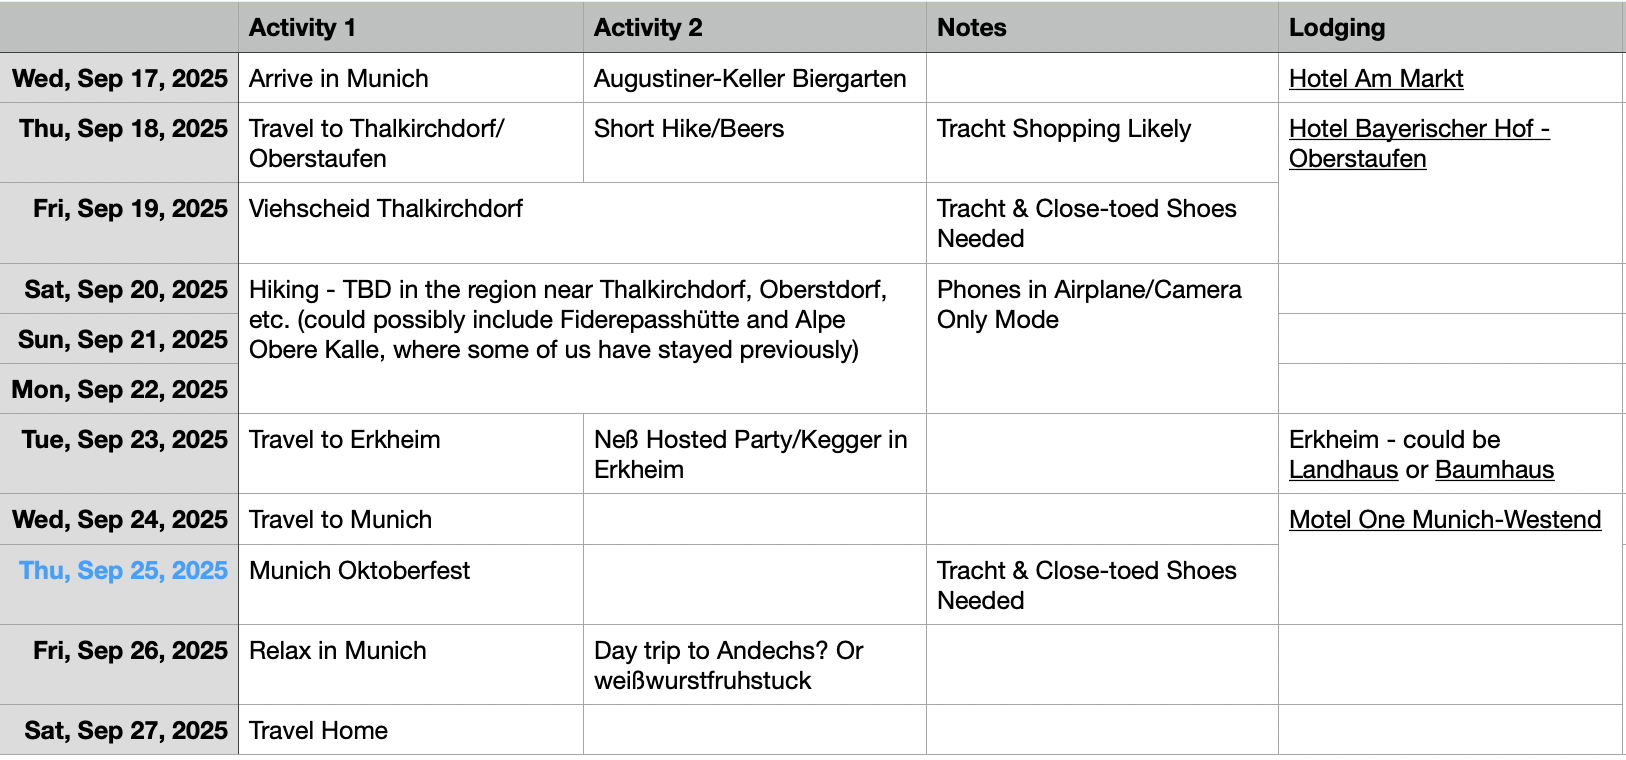 Activity 1 Activity 2 Notes Lodging
Wed, Sep 17, 2025 Arrive in Munich Augustiner-Keller Biergarten Hotel Am Markt
Thu, Sep 18, 2025 Travel to Thalkirchdorf/ Short Hike/Beers Tracht Shopping Likely Hotel Bayerischer Hof -
Oberstaufen Oberstaufen
Fri, Sep 19, 2025 Viehscheid Thalkirchdorf Tracht & Close-toed Shoes
Needed
Sat, Sep 20, 2025 Hiking - TBD in the region near Thalkirchdorf, Oberstdorf, Phones in Airplane/Camera
etc. (could possibly include Fiderepasshütte and Alpe Only Mode
Sun, Sep 21, 2025 Obere Kalle, where some of us have stayed previously)
Mon, Sep 22, 2025
Tue, Sep 23, 2025 Travel to Erkheim Neß Hosted Party/Kegger in Erkheim - could be
Erkheim Landhaus or Baumhaus
Wed, Sep 24, 2025 Travel to Munich Motel One Munich-Westend
Thu, Sep 25, 2025 Munich Oktoberfest Tracht & Close-toed Shoes
Needed
Fri, Sep 26, 2025 Relax in Munich Day trip to Andechs? Or
weißwurstfruhstuck
Sat, Sep 27, 2025 Travel Home